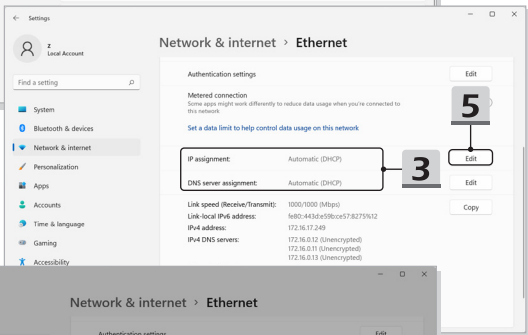 Settings
z
Local Account
Find a setting
System
Bluetooth & devices
Network & internet
Personalization
Apps
Accounts
Time & language
Gaming
Accessibility
Network & internet > Ethernet
Authentication settings Edit
Metered connection
Some apps might work differently to reduce data usage when you're connected to
this network
Set a data limit to help control data usage on this network
5
IP assignment: Automatic (DHCP) Edit
3
DNS server assignment: Automatic (DHCP) Edit
Link speed (Receive/Transmit): 1000/1000 (Mbps) Copy
Link-local IPv6 address: fe80::443d:e59b:ce57:8275%12
IPv4 address: 172.16.17.249
IPv4 DNS servers: 172.16.0.12 (Unencrypted)
172.16.0.11 (Unencrypted)
172.16.0.13 (Unencrypted)
Network & internet > Ethernet
Authentication settings Edit